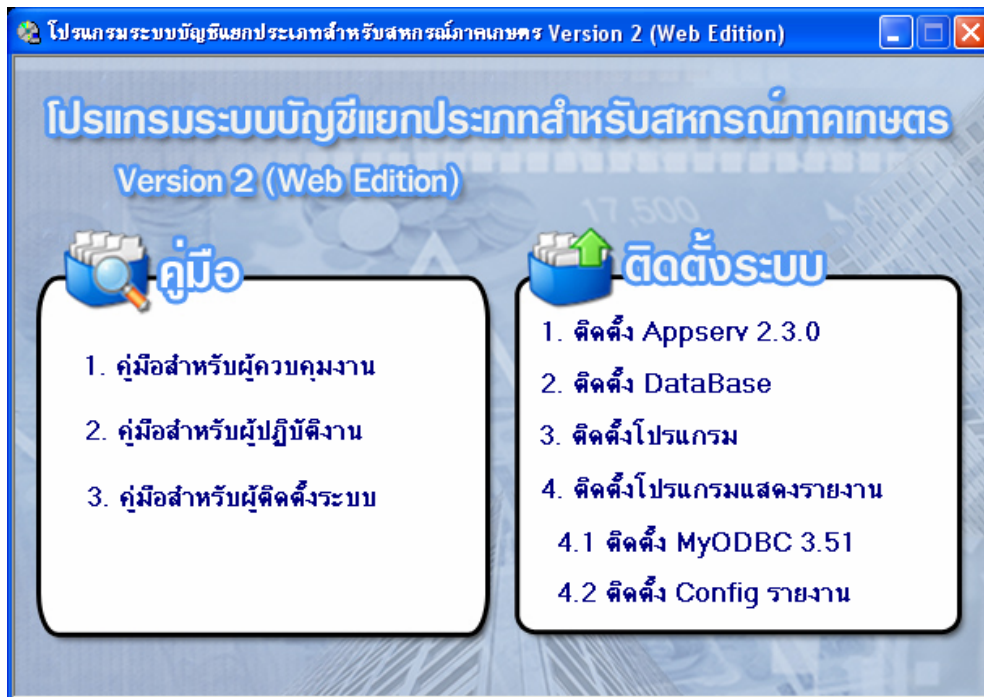 โปรแกรมระบบบัญชีแยกประเภทสำหรับสหกรณ์ภาคเกษตร Version 2 (Web Edition)
โปรแกรมระบบบัญชีแยกประเภทสำหรับสหกรณ์ภาคเกษตร
Version 2 (Web Edition)
17,500
คู่มือ
1. คู่มือสำหรับผู้ควบคุมงาน
2. คู่มือสำหรับผู้ปฏิบัติงาน
3. คู่มือสำหรับผู้ติดตั้งระบบ
ติดตั้งระบบ
1. ติดตั้ง Appserv 2.3.0
2. ติดตั้ง DataBase
3. ติดตั้งโปรแกรม
4. ติดตั้งโปรแกรมแสดงรายงาน
4.1 ติดตั้ง MyODBC 3.51
4.2 ติดตั้ง Config รายงาน